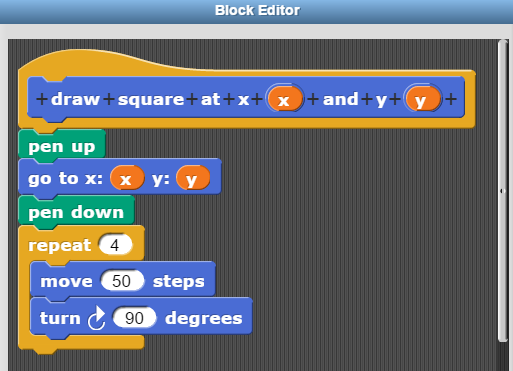 Block Editor
+ draw + square + at + x + x + and + y + y +
pen up
go to x: x y: y
pen down
repeat 4
move 50 steps
turn 90 degrees